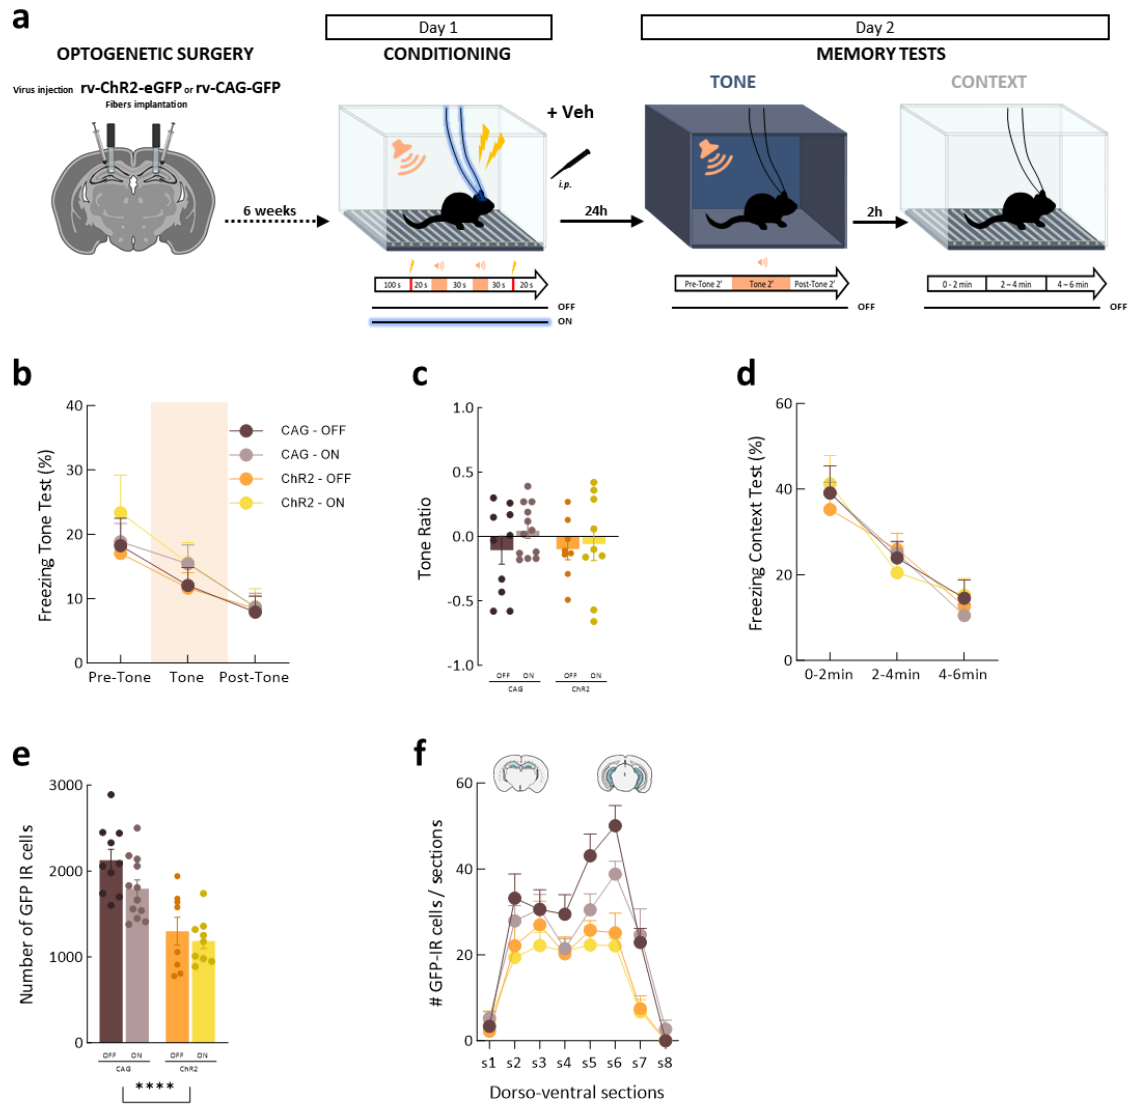 a
Day 1
Day 2
OPTOGENETIC SURGERY
CONDITIONING
MEMORY TESTS
TONE
CONTEXT
Virus injection rv-ChR2-eGFP or rv-CAG-GFP
Fibers implantation
+ Veh
i.p.
6 weeks
24h
2h
100 s
20 s
30 s
30 s
20 s
OFF
ON
Pre-Tone 2'
Tone 2'
Post-Tone 2'
OFF
0 - 2 min
2 – 4 min
4 – 6 min
OFF
b
Freezing Tone Test (%)
40
30
20
10
0
Pre-Tone
Tone
Post-Tone
CAG - OFF
CAG - ON
ChR2 - OFF
ChR2 - ON
c
Tone Ratio
1.0
0.5
0.0
-0.5
-1.0
OFF ON OFF ON
CAG ChR2
d
Freezing Context Test (%)
60
40
20
0
0-2min
2-4min
4-6min
e
Number of GFP IR cells
3000
2000
1000
0
OFF ON OFF ON
CAG ChR2
****
f
# GFP-IR cells / sections
60
40
20
0
s1 s2 s3 s4 s5 s6 s7 s8
Dorso-ventral sections